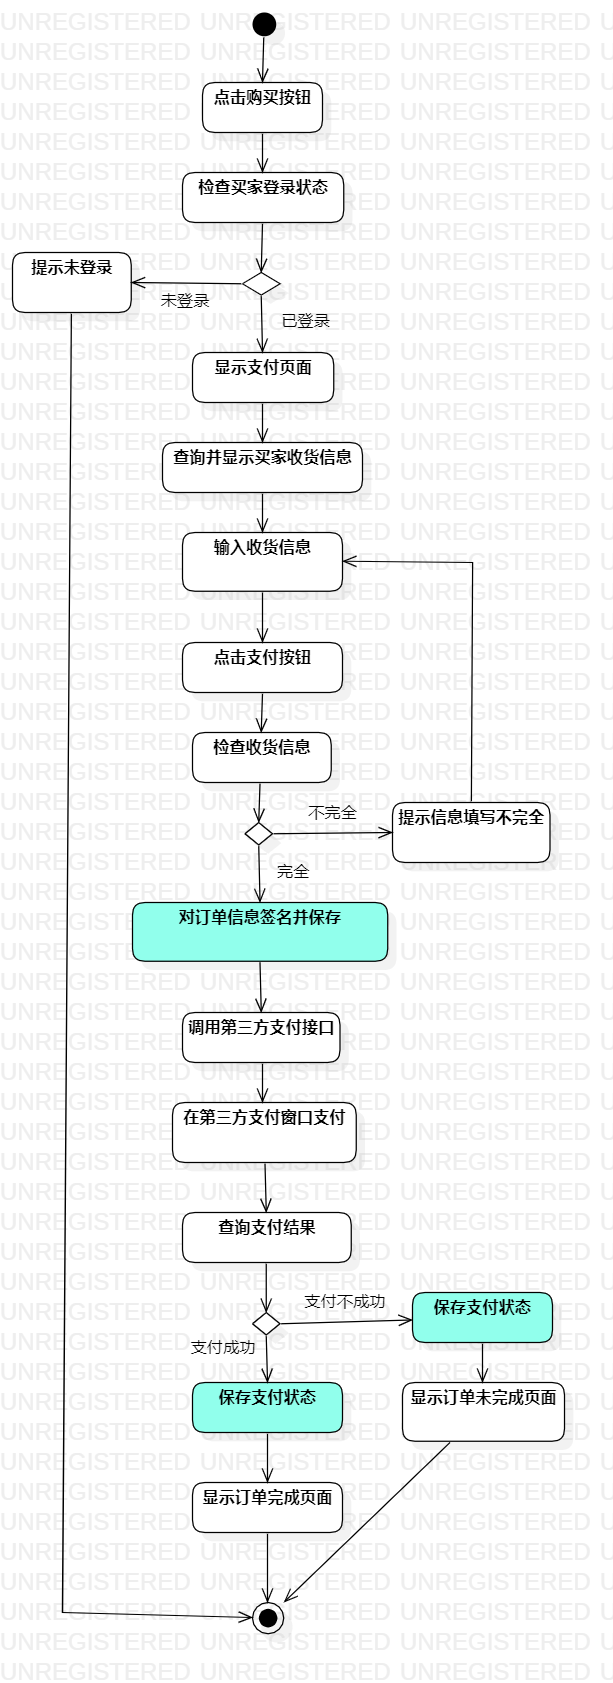 点击购买按钮
检查买家登录状态
提示未登录
未登录
已登录
显示支付页面
查询并显示买家收货信息
输入收货信息
点击支付按钮
检查收货信息
不完全
提示信息填写不完全
完全
对订单信息签名并保存
调用第三方支付接口
在第三方支付窗口支付
查询支付结果
支付不成功
保存支付状态
支付成功
保存支付状态
显示订单未完成页面
显示订单完成页面
UNREGISTERED